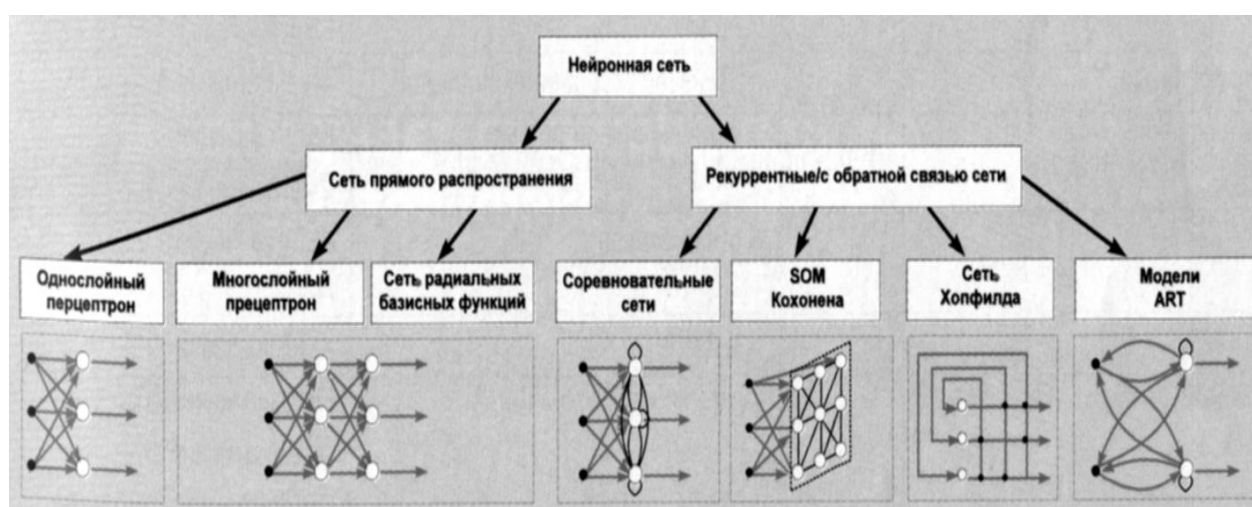 Нейронная сеть
Сеть прямого распространения
Рекуррентные/с обратной связью сети
Однослойный
перцептрон
Многослойный
прецептрон
Сеть радиальных
базисных функций
Соревновательные
сети
SOM
Кохонена
Сеть
Хопфилда
Модели
ART